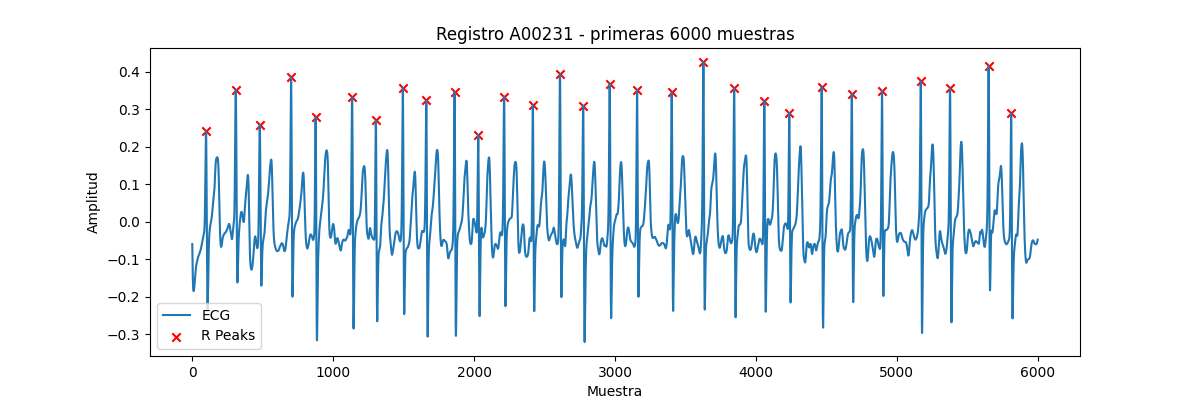 Registro A00231 - primeras 6000 muestras
Amplitud
0.4
0.3
0.2
0.1
0.0
−0.1
−0.2
−0.3
ECG
R Peaks
0 1000 2000 3000 4000 5000 6000
Muestra